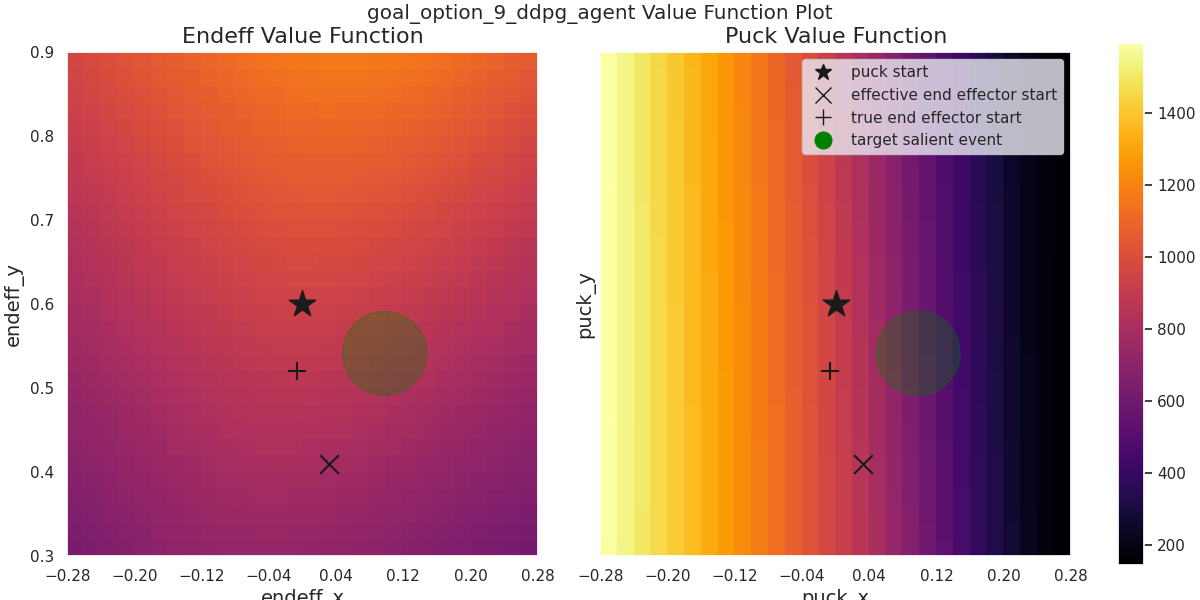 goal_option_9_ddpg_agent Value Function Plot
Endeff Value Function
Puck Value Function
0.9
0.8
0.7
0.6
0.5
0.4
0.3
endeff_y
−0.28 −0.20 −0.12 −0.04 0.04 0.12 0.20 0.28
endeff_x
puck start
effective end effector start
true end effector start
target salient event
puck_y
−0.28 −0.20 −0.12 −0.04 0.04 0.12 0.20 0.28
puck_x
1400
1200
1000
800
600
400
200